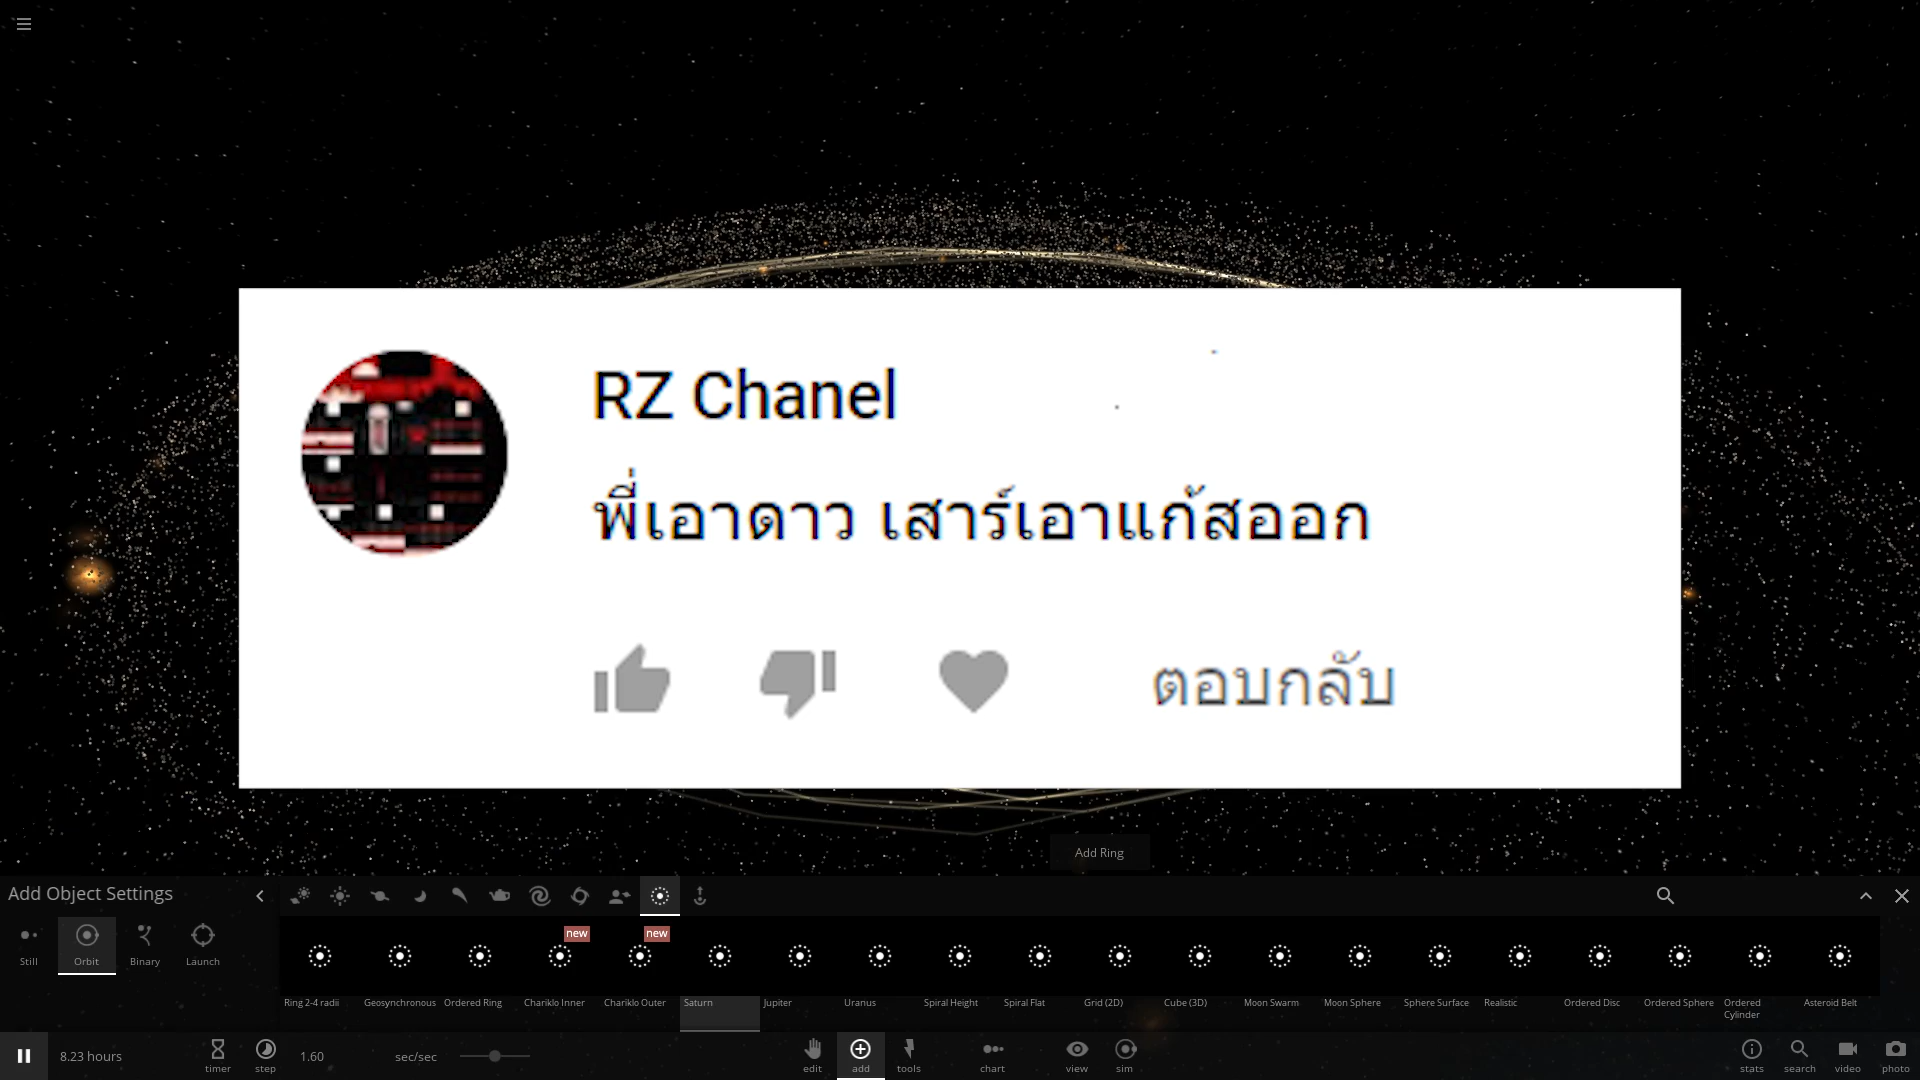 RZ Chanel
พี่เอาดาว เสาร์เอาแก้สออก
ตอบกลับ
Add Ring
Add Object Settings
Still Orbit Binary Launch
new new
Ring 2-4 radii Geosynchronous Ordered Ring Chariklo Inner Chariklo Outer Saturn Jupiter Uranus Spiral Height Spiral Flat Grid (2D) Cube (3D) Moon Swarm Moon Sphere Sphere Surface Realistic Ordered Disc Ordered Sphere Ordered Cylinder Asteroid Belt
8.23 hours timer step 1.60 sec/sec edit add tools chart view sim stats search video photo